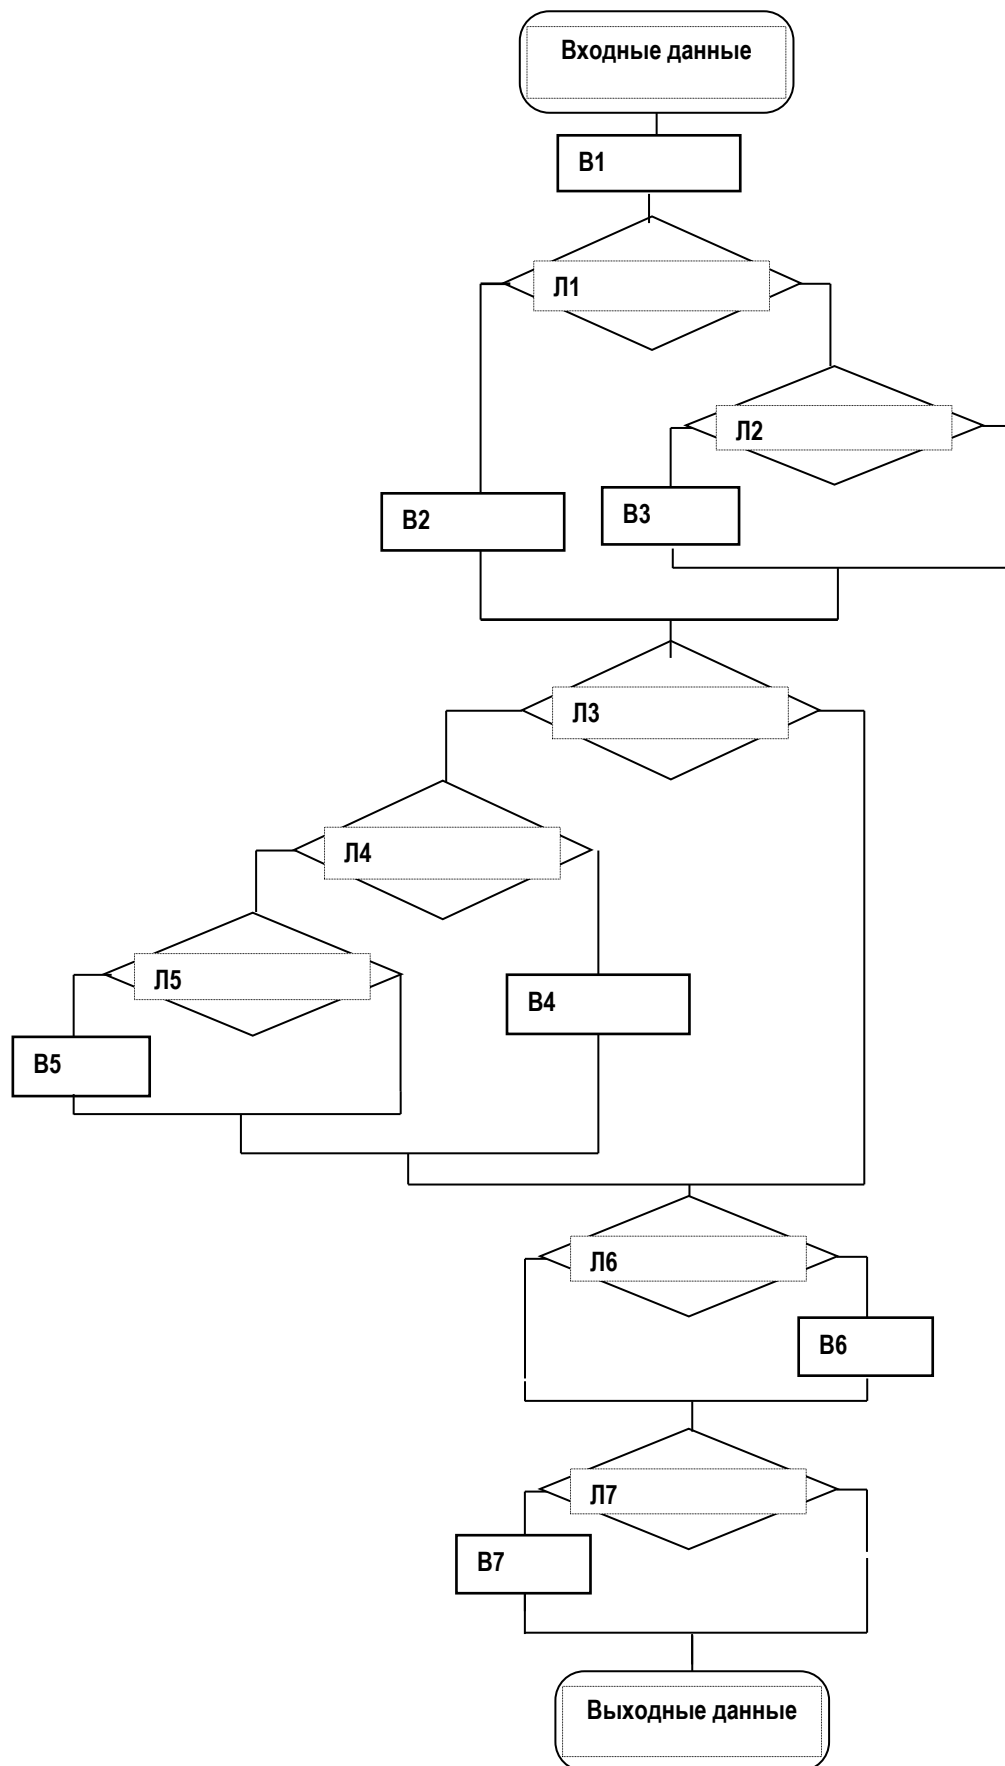 Входные данные
В1
Л1
Л2
В2
В3
Л3
Л4
Л5
В4
В5
Л6
В6
Л7
В7
Выходные данные